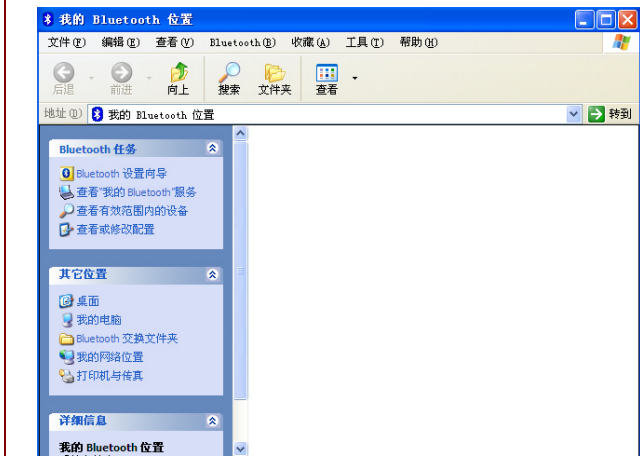 我的 Bluetooth 位置
文件(F) 编辑(E) 查看(V) Bluetooth(B) 收藏(A) 工具(T) 帮助(H)
后退 前进 向上 搜索 文件夹 查看
地址(D) 我的 Bluetooth 位置 转到
Bluetooth 任务
Bluetooth 设置向导
查看"我的 Bluetooth"服务
查看有效范围内的设备
查看或修改配置
其它位置
桌面
我的电脑
Bluetooth 交换文件夹
我的网络位置
打印机与传真
详细信息
我的 Bluetooth 位置